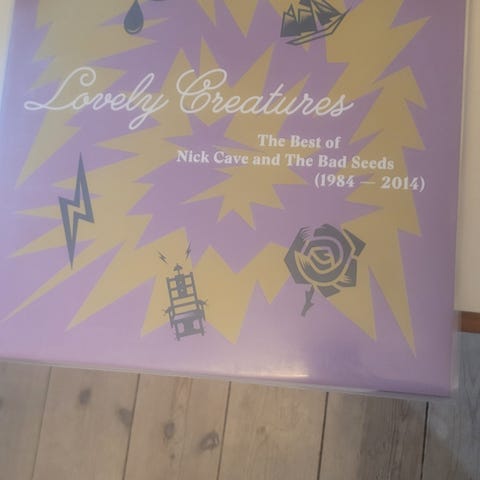 Lovely Creatures
The Best of
Nick Cave and The Bad Seeds
(1984 — 2014)